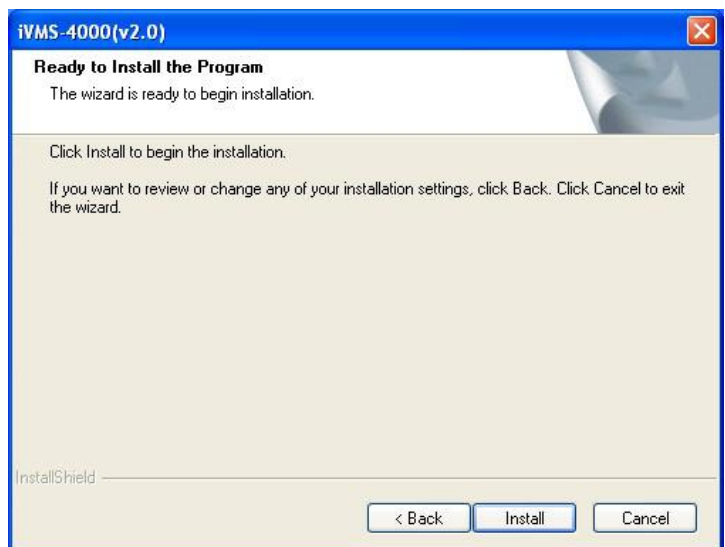 iVMS-4000(v2.0)
Ready to Install the Program
The wizard is ready to begin installation.
Click Install to begin the installation.
If you want to review or change any of your installation settings, click Back. Click Cancel to exit
the wizard.
InstallShield
< Back Install Cancel